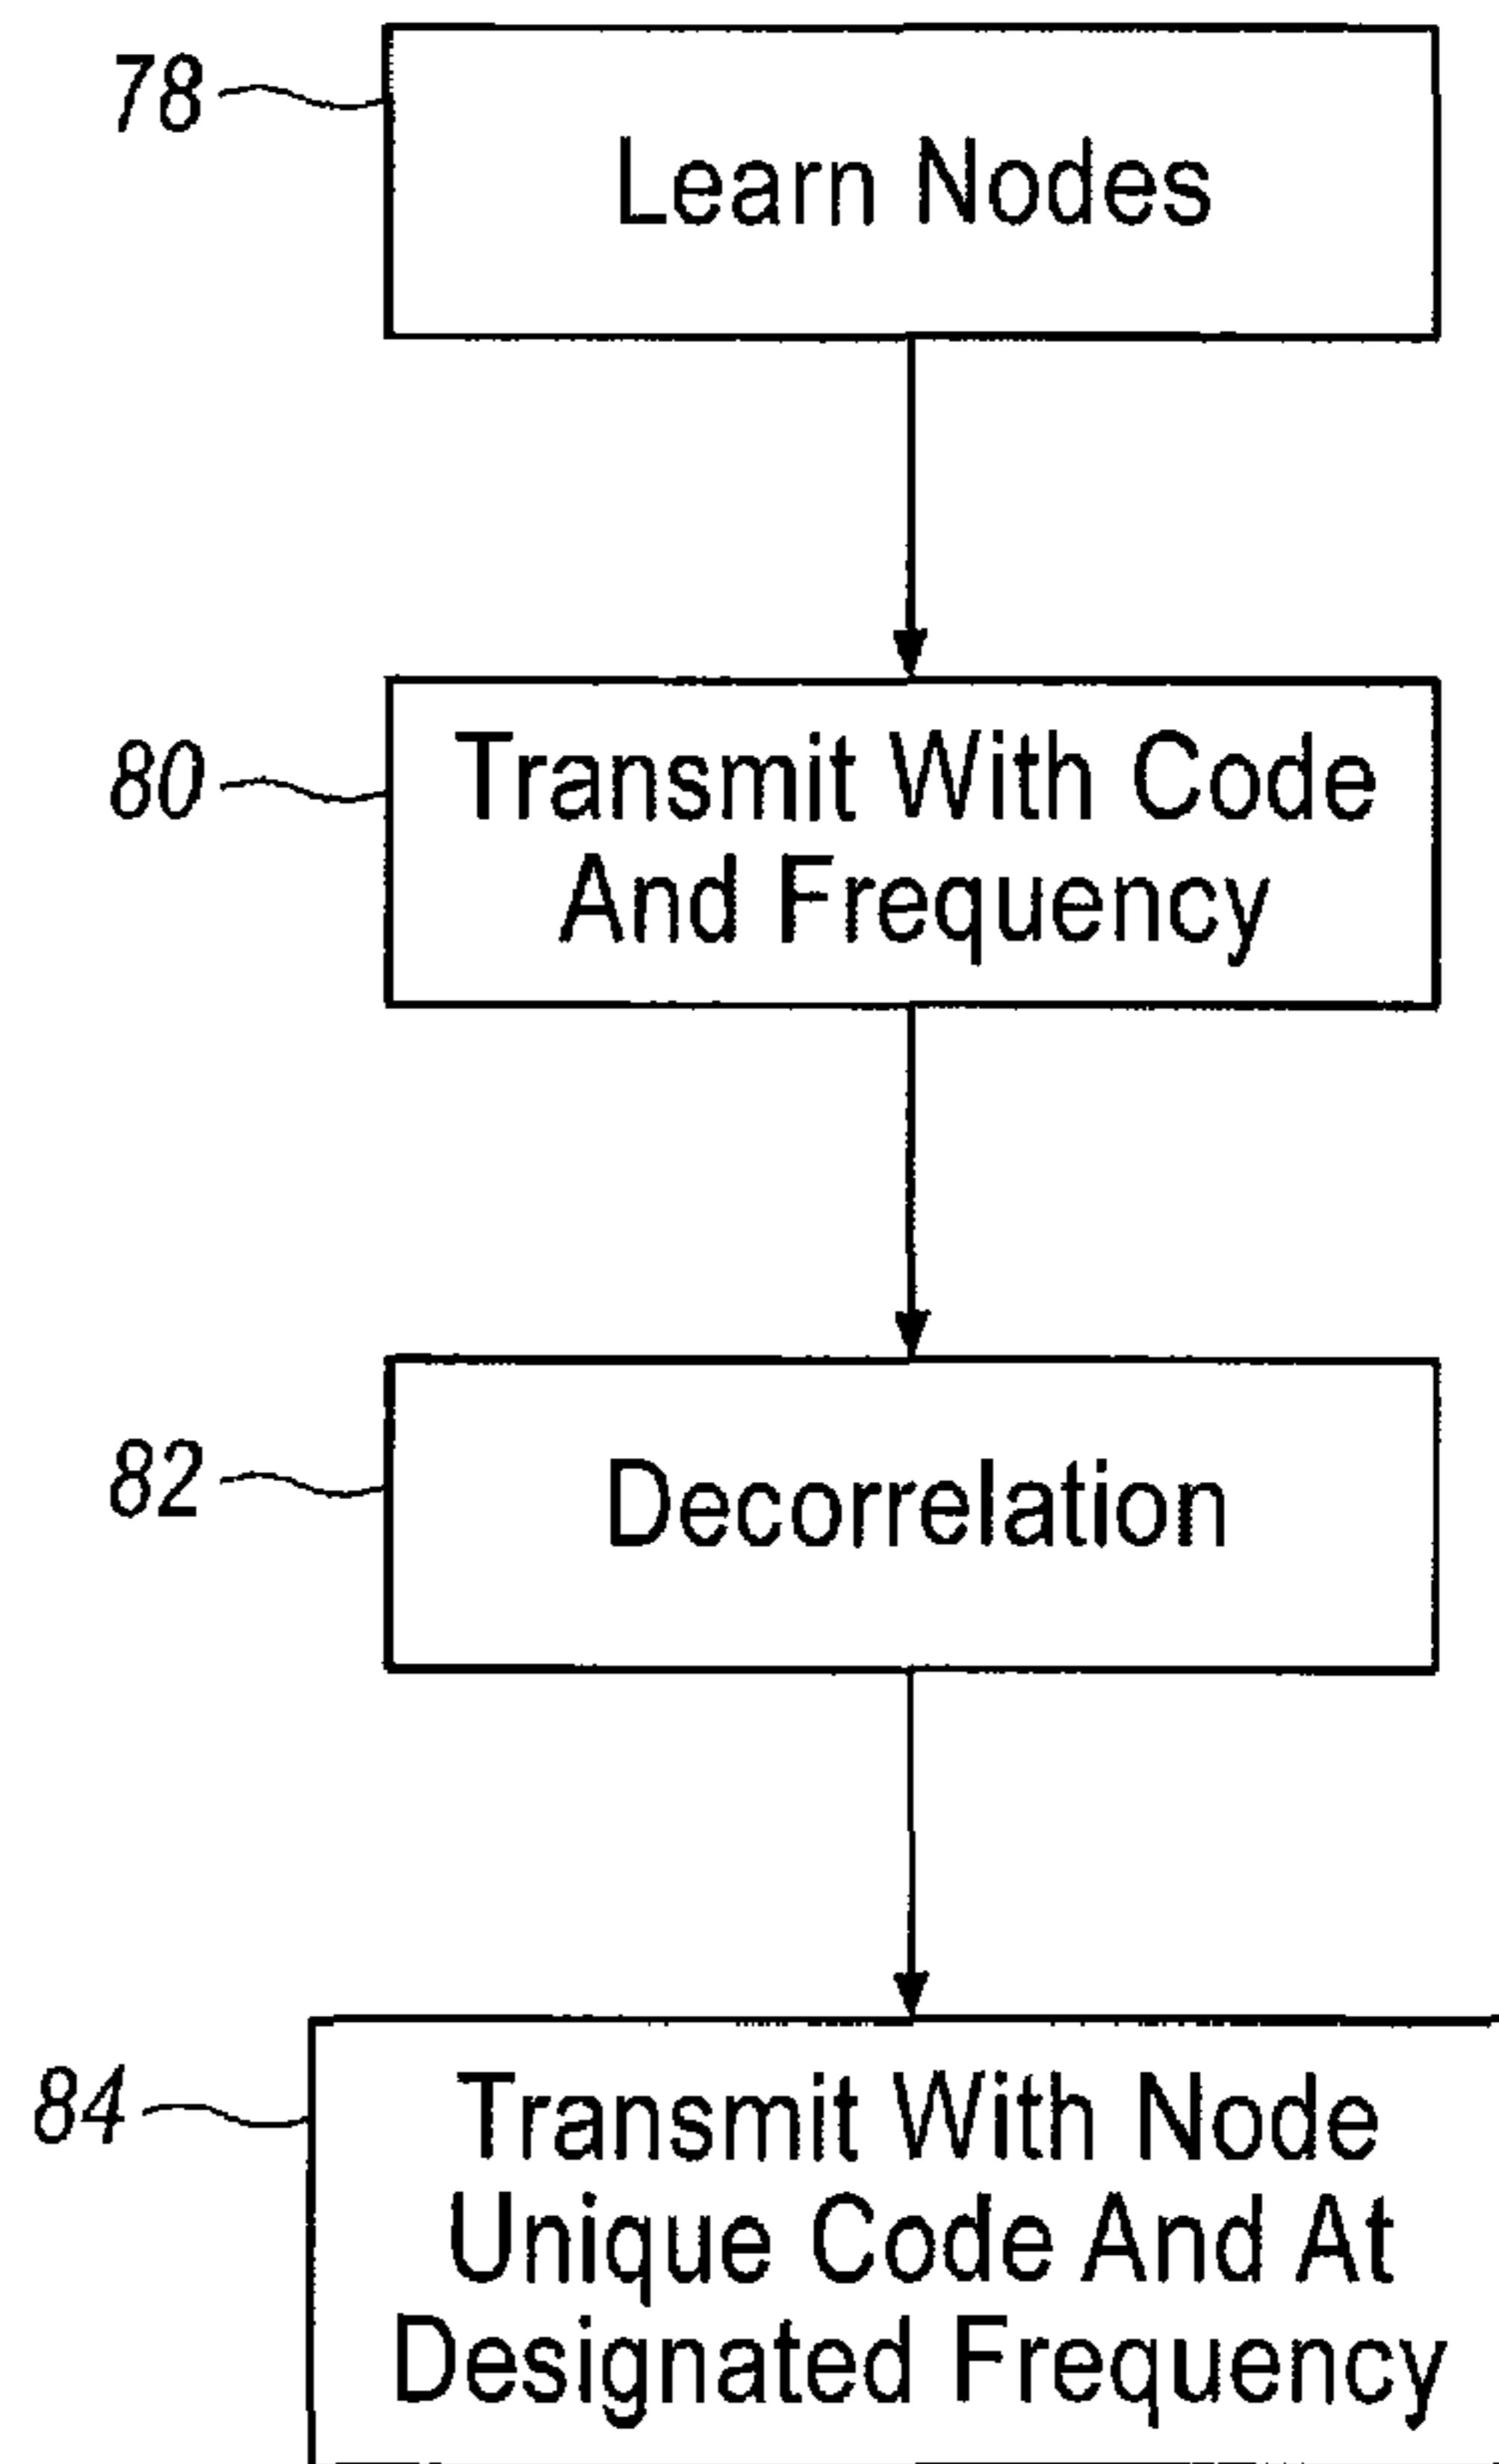 78
Learn Nodes
80
Transmit With Code
And Frequency
82
Decorrelation
84
Transmit With Node
Unique Code And At
Designated Frequency